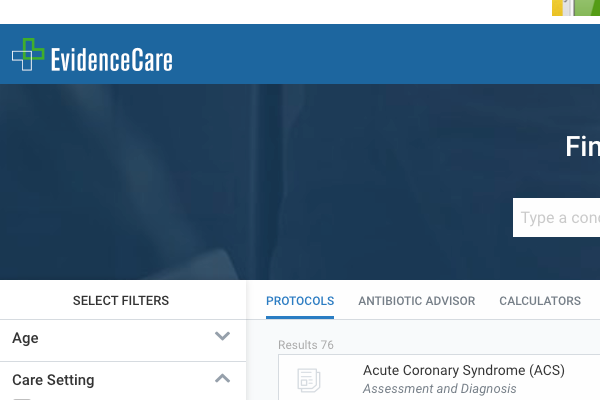 EvidenceCare
Fin
Type a con
SELECT FILTERS
PROTOCOLS ANTIBIOTIC ADVISOR CALCULATORS
Age
Results 76
Acute Coronary Syndrome (ACS)
Care Setting
Assessment and Diagnosis